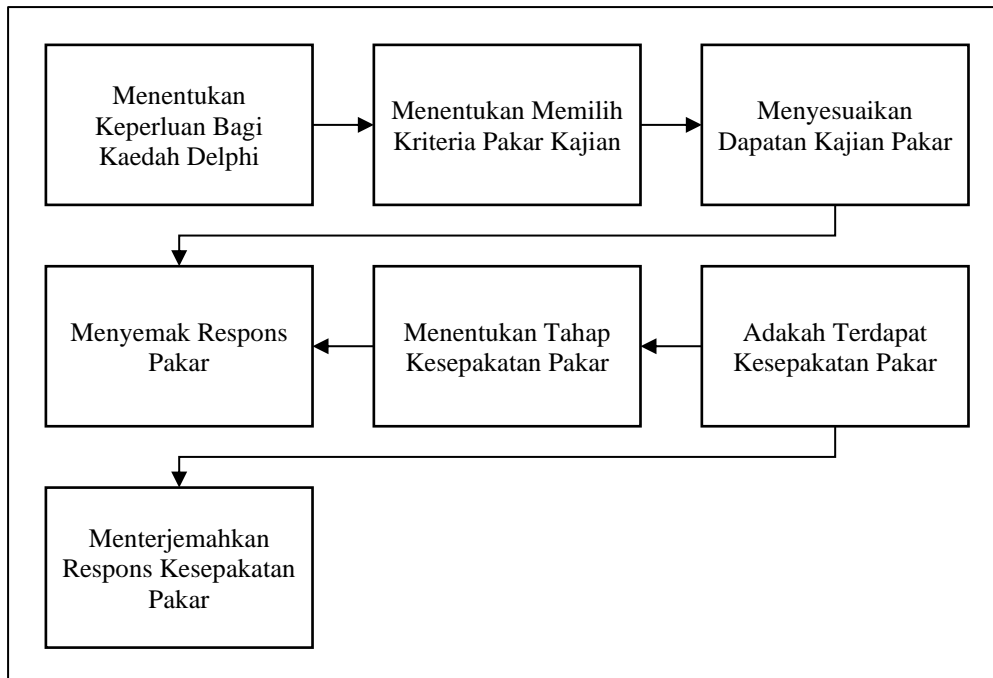 Menentukan
Keperluan Bagi
Kaedah Delphi
Menentukan Memilih
Kriteria Pakar Kajian
Menyesuaikan
Dapatan Kajian Pakar
Menyemak Respons
Pakar
Menentukan Tahap
Kesepakatan Pakar
Adakah Terdapat
Kesepakatan Pakar
Menterjemahkan
Respons Kesepakatan
Pakar